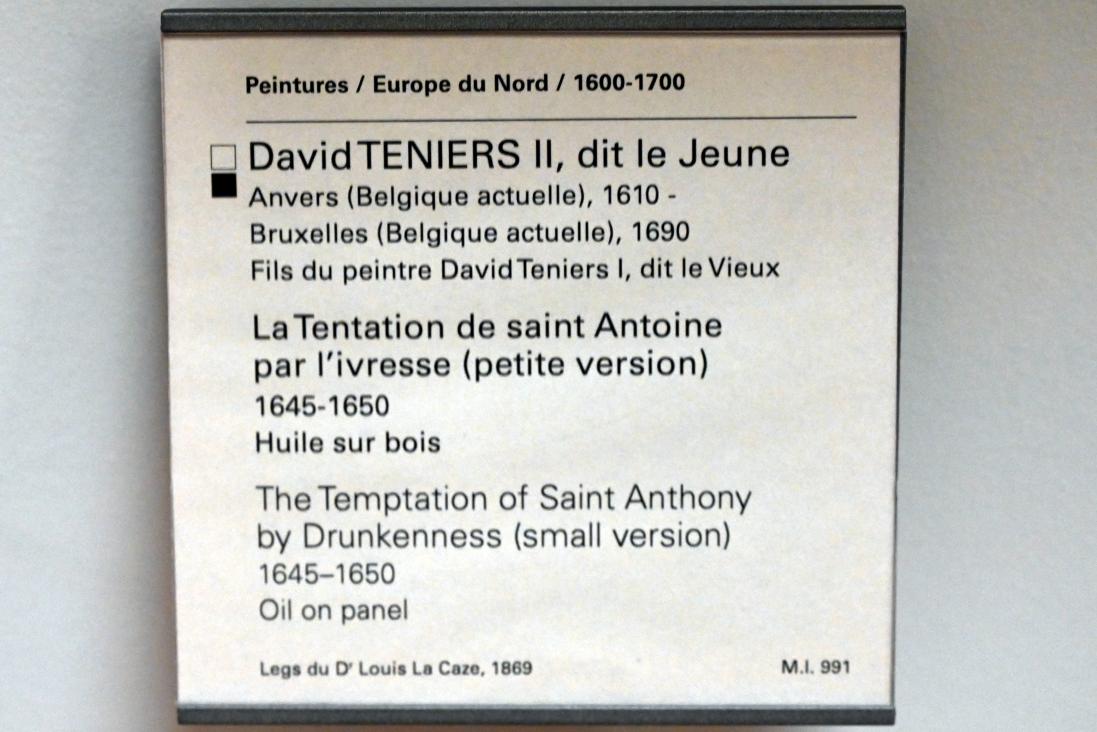 Peintures / Europe du Nord / 1600-1700
David TENIERS II, dit le Jeune
Anvers (Belgique actuelle), 1610 -
Bruxelles (Belgique actuelle), 1690
Fils du peintre David Teniers I, dit le Vieux
La Tentation de saint Antoine
par l'ivresse (petite version)
1645-1650
Huile sur bois
The Temptation of Saint Anthony
by Drunkenness (small version)
1645–1650
Oil on panel
Legs du Dr Louis La Caze, 1869
M.I. 991